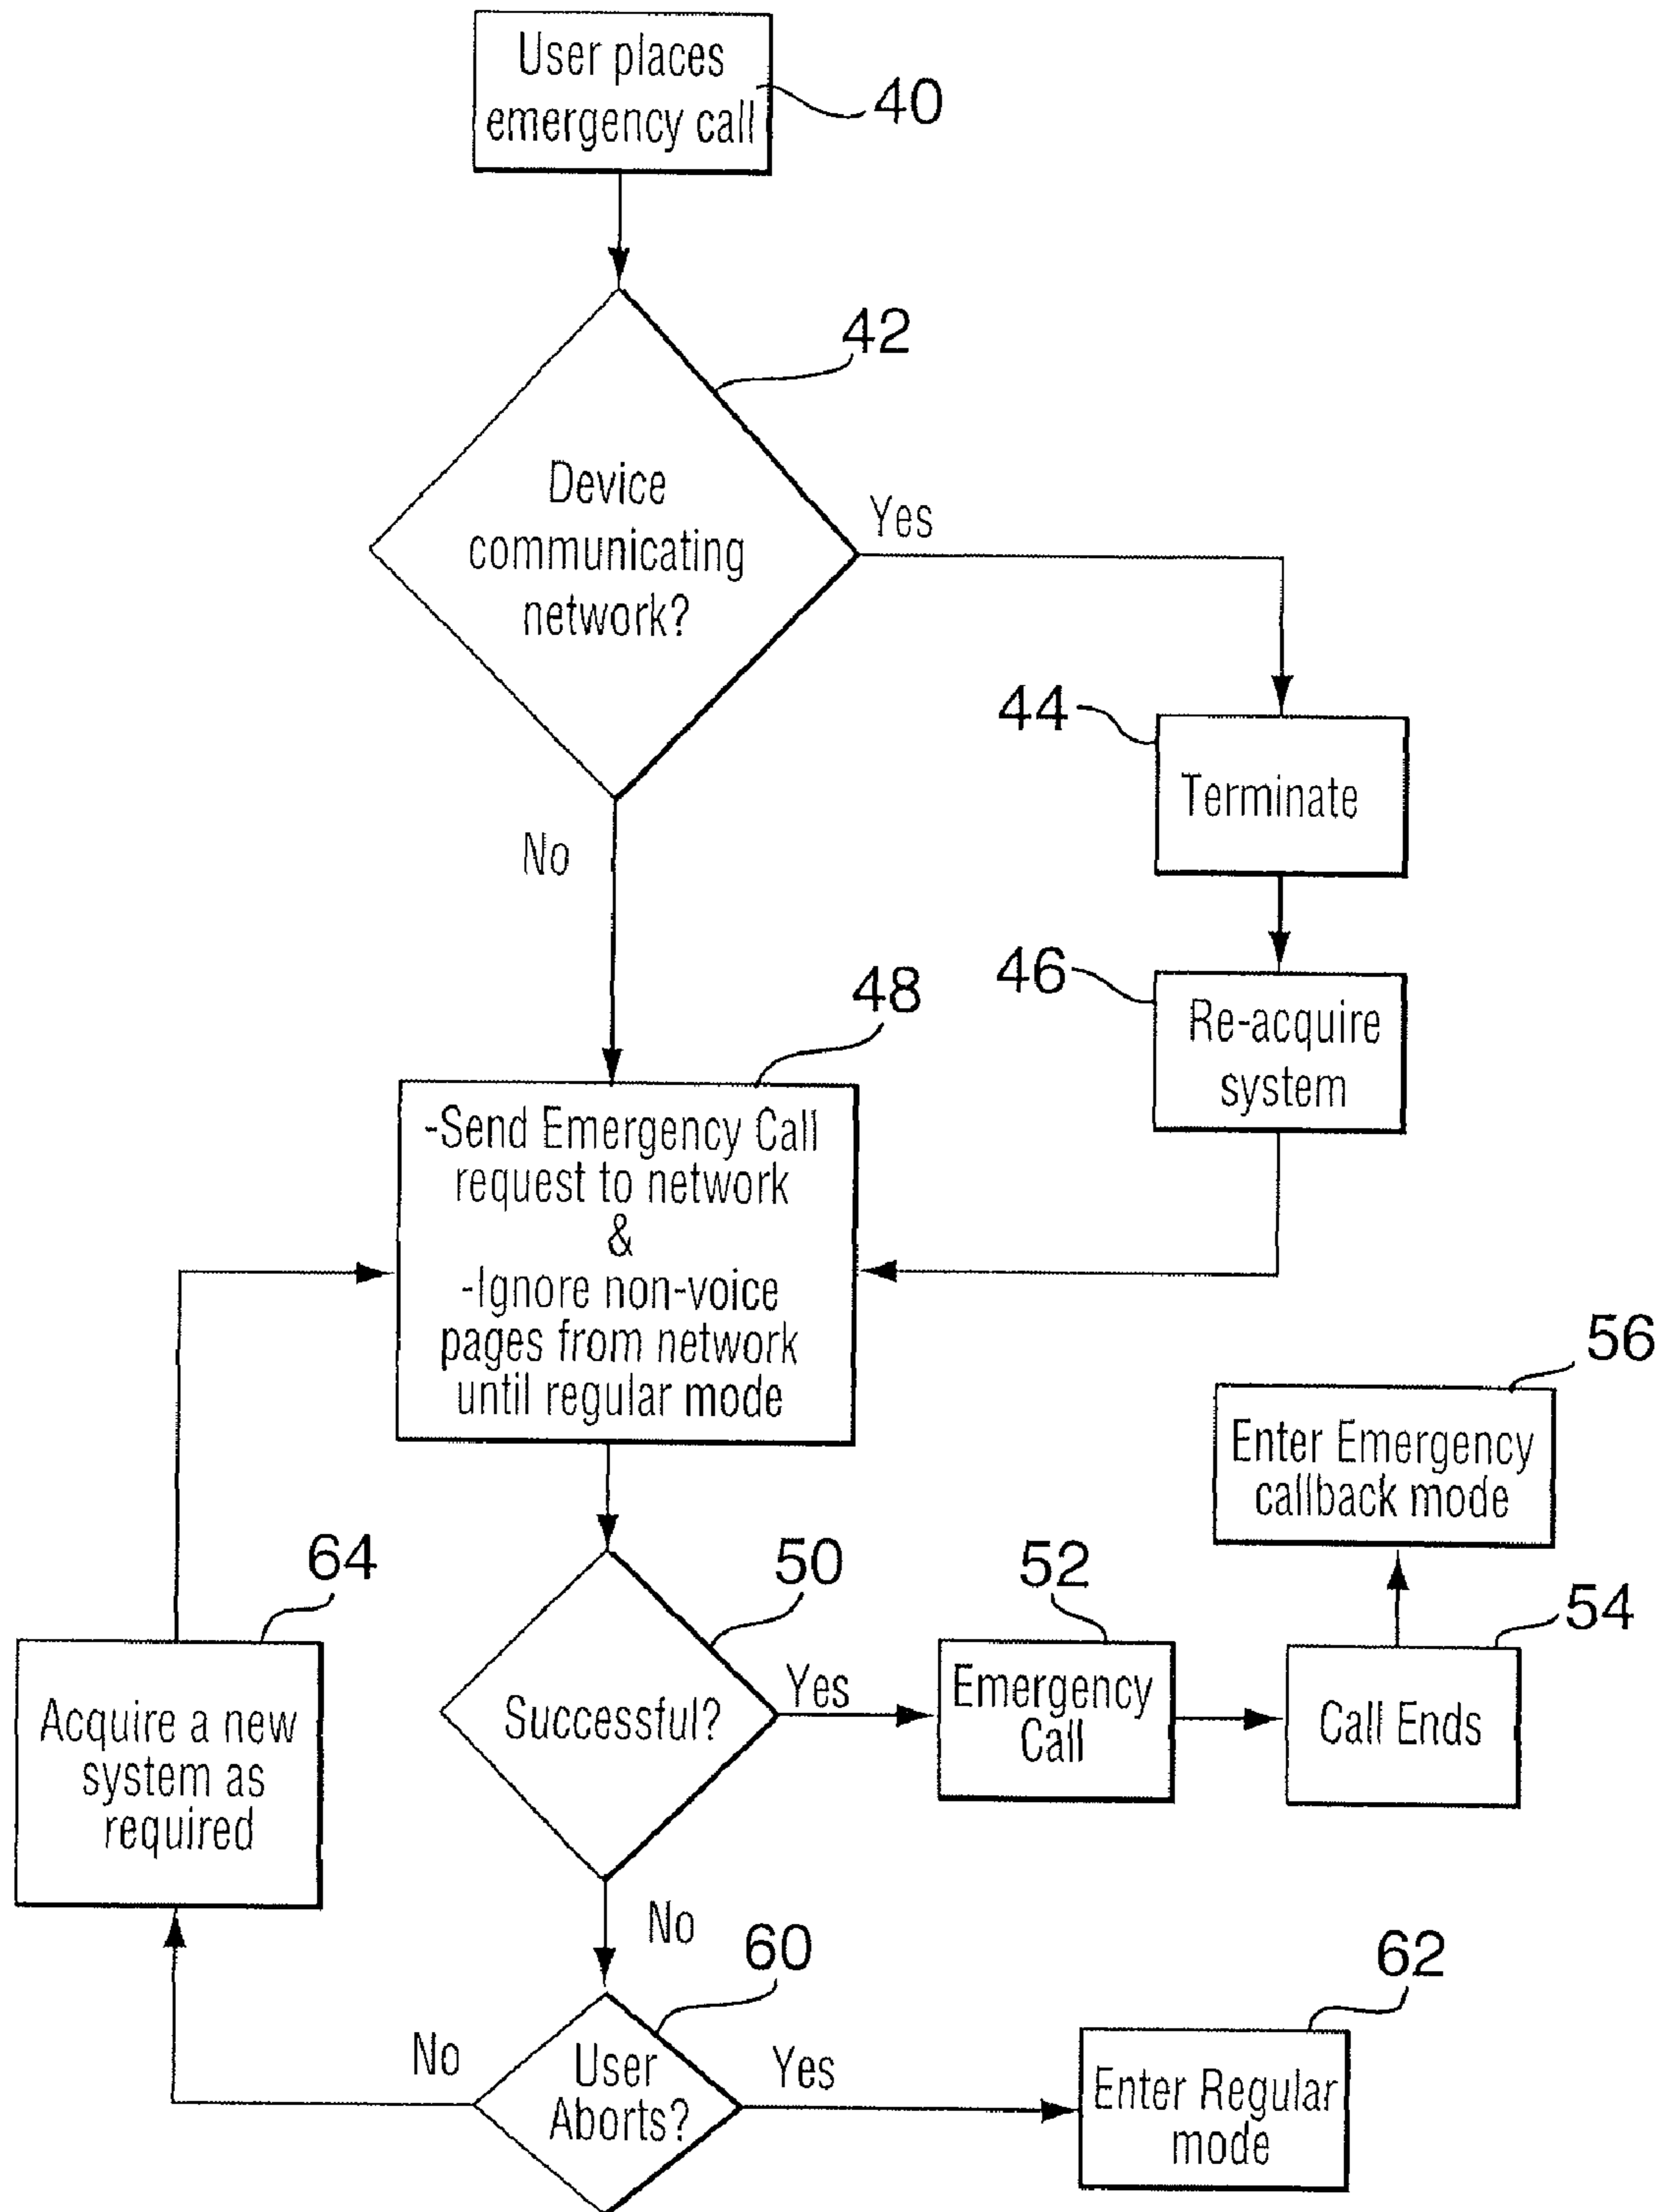 User places
emergency call
40
42
Device
communicating
network?
Yes
No
44
Terminate
46
Re-acquire
system
48
-Send Emergency Call
request to network
&
-Ignore non-voice
pages from network
until regular mode
56
Enter Emergency
callback mode
64
Acquire a new
system as
required
50
Successful?
Yes
No
52
Emergency
Call
54
Call Ends
60
User
Aborts?
No
Yes
62
Enter Regular
mode